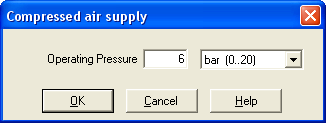 Compressed air supply
Operating Pressure 6 bar (0..20)
OK Cancel Help